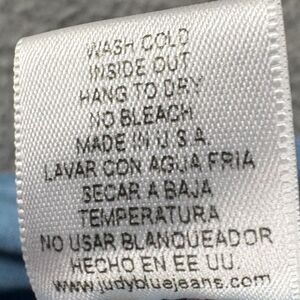 WASH COLD
INSIDE OUT
HANG TO DRY
NO BLEACH
MADE IN U.S.A.
LAVAR CON AGUA FRIA
SECAR A BAJA
TEMPERATURA
NO USAR BLANQUEADOR
HECHO EN EE UU.
www.judybluejeans.com